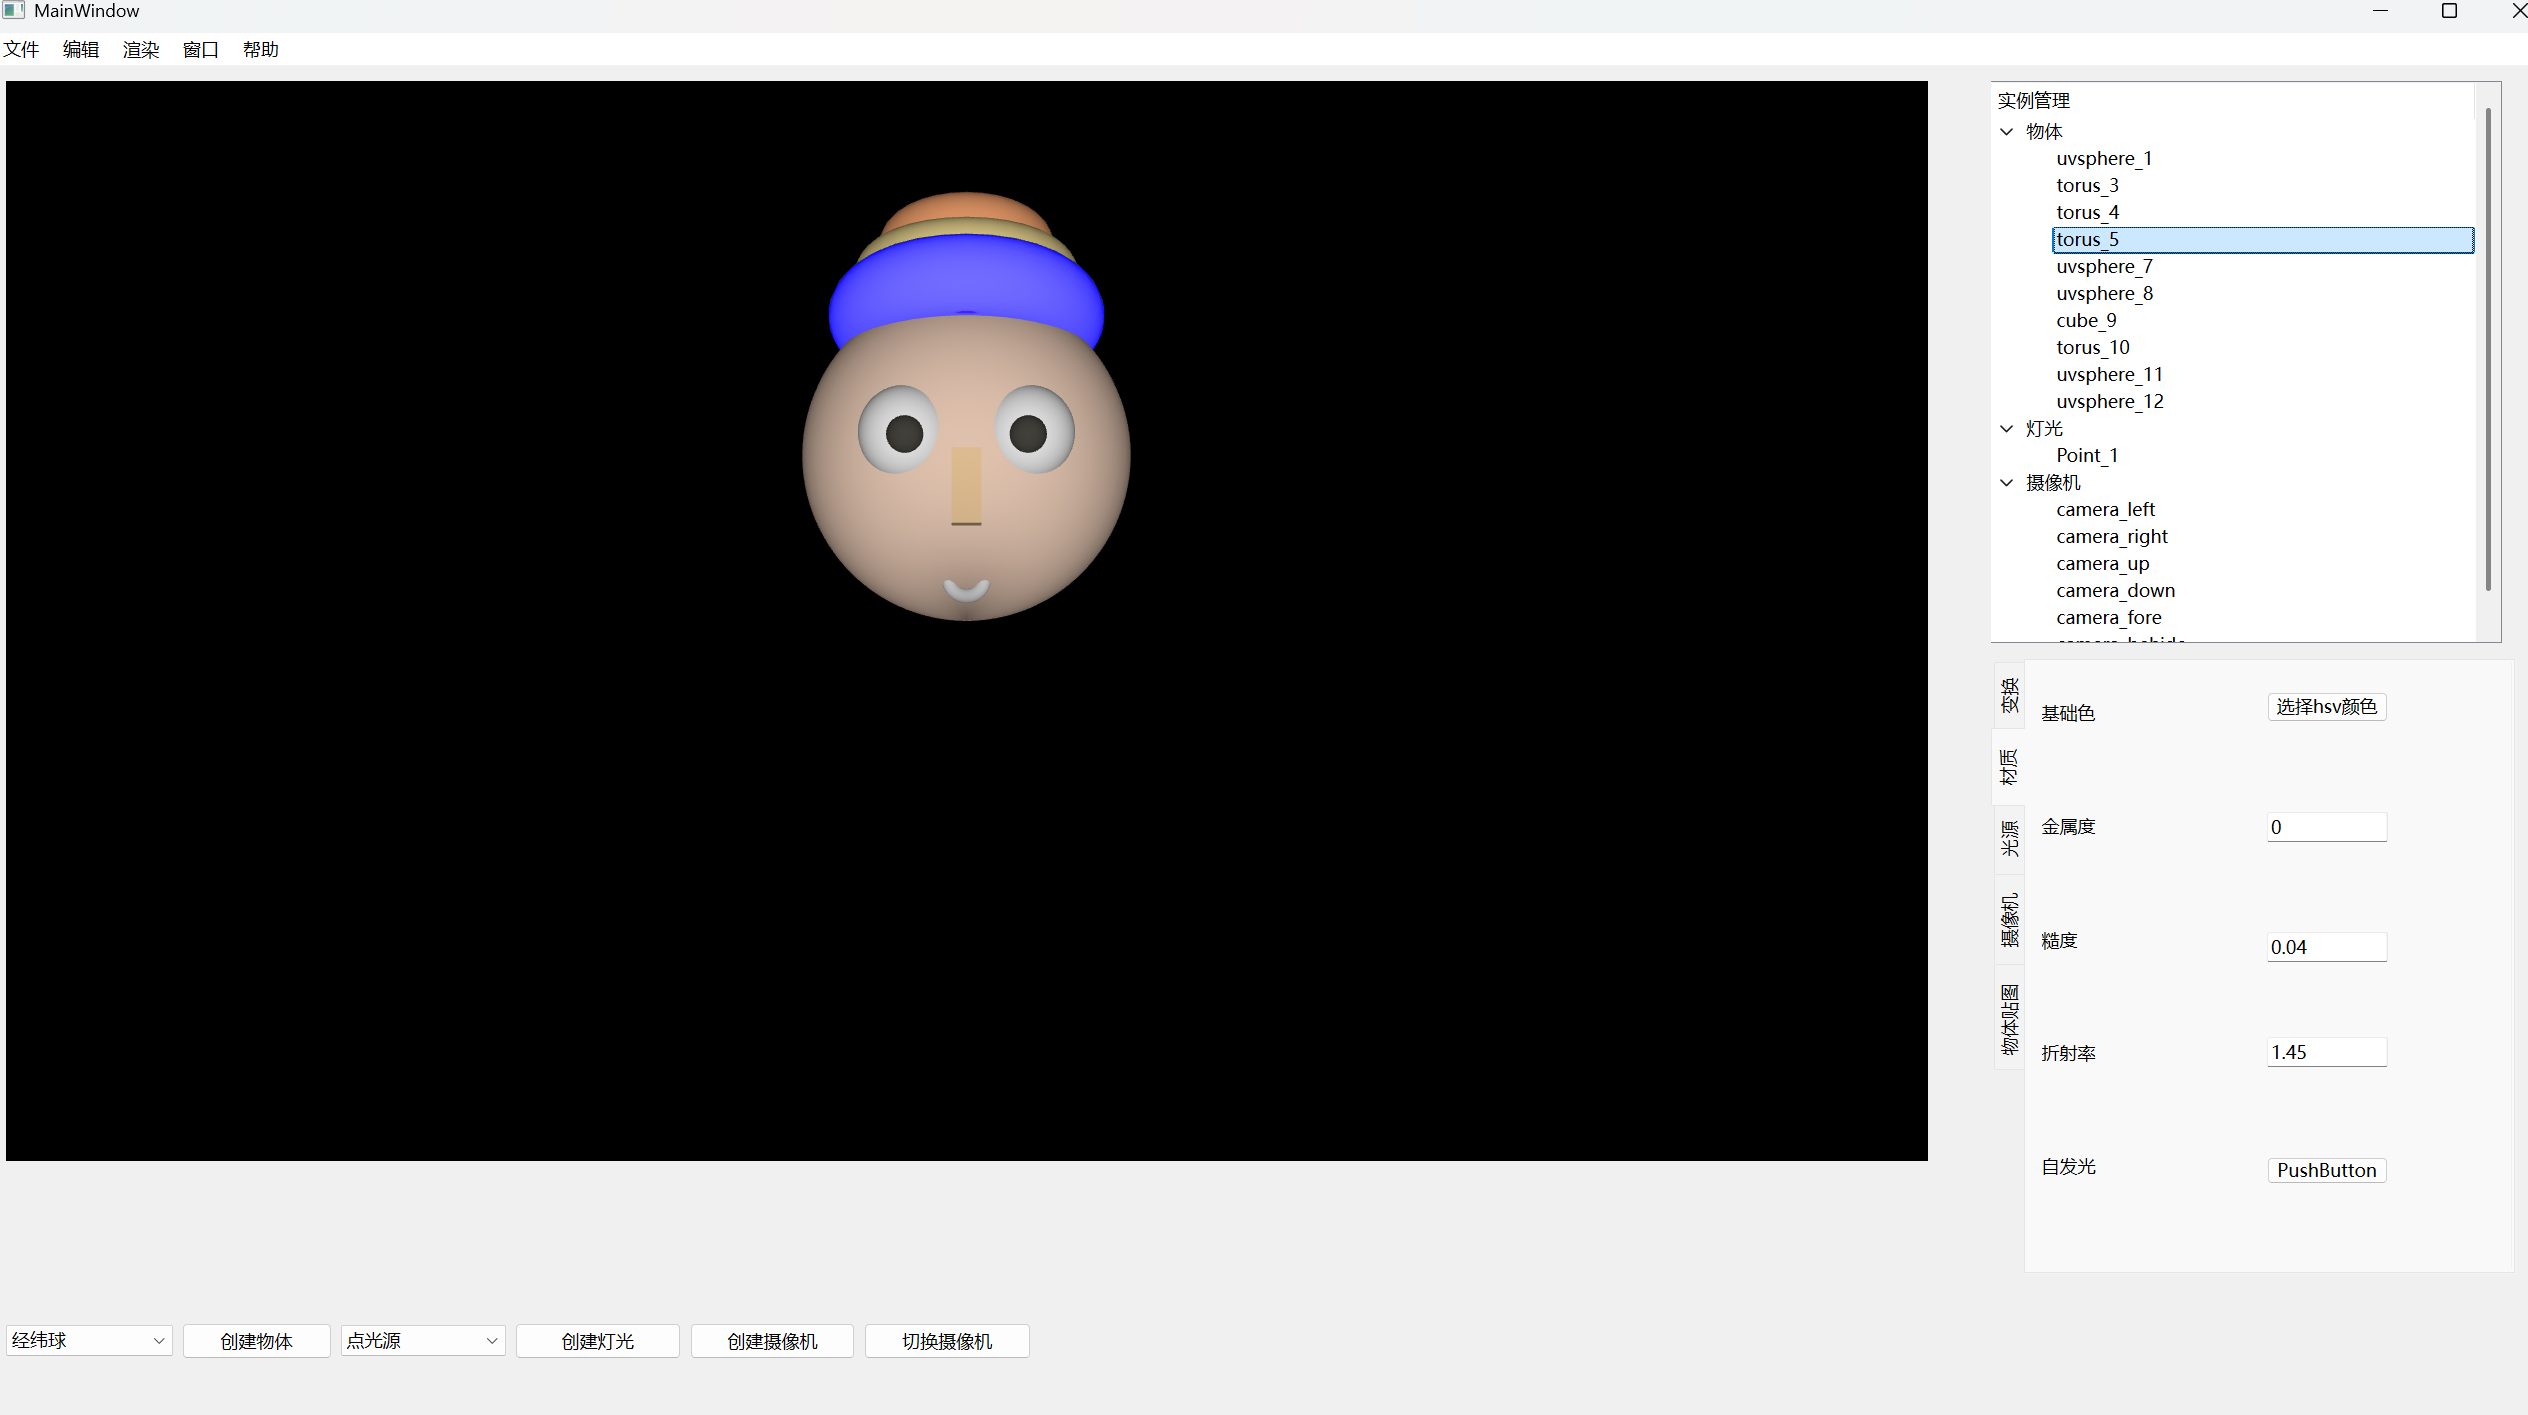 MainWindow
文件 编辑 渲染 窗口 帮助
实例管理
物体
uvsphere_1
torus_3
torus_4
torus_5
uvsphere_7
uvsphere_8
cube_9
torus_10
uvsphere_11
uvsphere_12
灯光
Point_1
摄像机
camera_left
camera_right
camera_up
camera_down
camera_fore
变换
材质
光源
摄像机
物体贴图
基础色 选择hsv颜色
金属度 0
糙度 0.04
折射率 1.45
自发光 PushButton
经纬球 创建物体 点光源 创建灯光 创建摄像机 切换摄像机